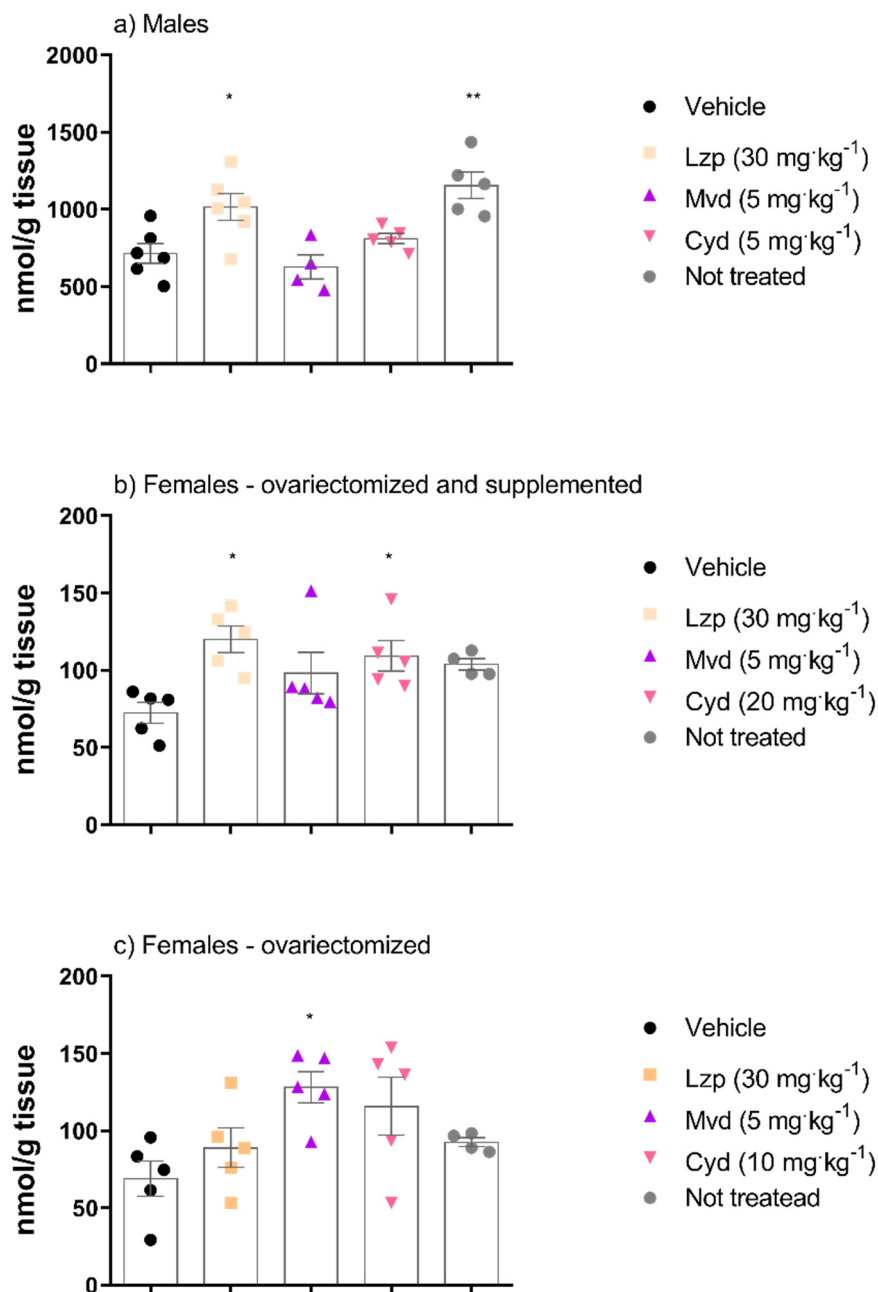 a) Males
2000
1500
1000
500
0
nmol/g tissue
*
**
Vehicle
Lzp (30 mg·kg⁻¹)
Mvd (5 mg·kg⁻¹)
Cyd (5 mg·kg⁻¹)
Not treated
b) Females - ovariectomized and supplemented
200
150
100
50
0
nmol/g tissue
*
*
Vehicle
Lzp (30 mg·kg⁻¹)
Mvd (5 mg·kg⁻¹)
Cyd (20 mg·kg⁻¹)
Not treated
c) Females - ovariectomized
200
150
100
50
0
nmol/g tissue
*
Vehicle
Lzp (30 mg·kg⁻¹)
Mvd (5 mg·kg⁻¹)
Cyd (10 mg·kg⁻¹)
Not treatead